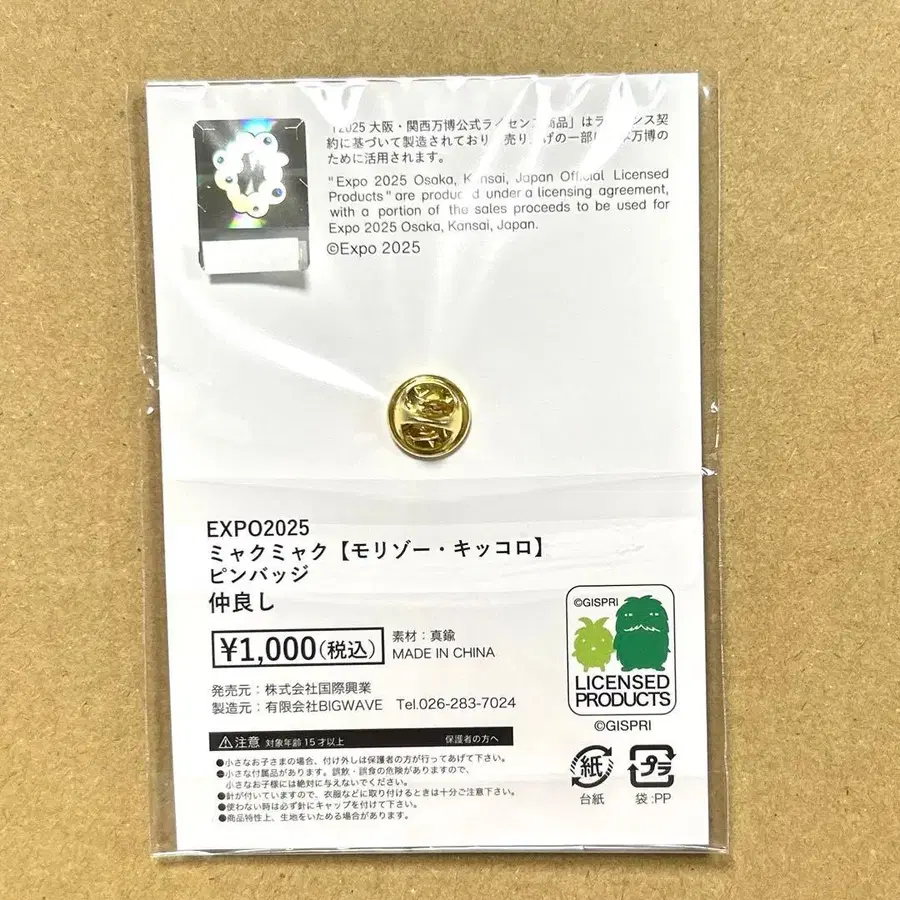 「2025 大阪・関西万博公式ライセンス商品」はライセンス契
約に基づいて製造されており、売り上げの一部は 万博の
ために活用されます。
"Expo 2025 Osaka, Kansai, Japan Official Licensed
Products" are produced under a licensing agreement,
with a portion of the sales proceeds to be used for
Expo 2025 Osaka, Kansai, Japan.
©Expo 2025
EXPO2025
ミャクミャク【モリゾー・キッコロ】
ピンバッジ
仲良し
¥1,000(税込)
素材：真鍮
MADE IN CHINA
発売元：株式会社国際興業
製造元：有限会社BIGWAVE Tel.026-283-7024
⚠注意 対象年齢15才以上 保護者の方へ
●小さなお子さまの場合、付け外しは保護者の方が行ってあげて下さい。
●小さな付属品があります。誤飲・誤食の危険がありますので、
小さなお子様には絶対に与えないでください。
●針が付いていますので、衣服などに取り付けるときは十分ご注意下さい。
●使わない時は必ず針にキャップを付けて下さい。
●商品特性上、生地をいためる場合があります。
©GISPRI
LICENSED
PRODUCTS
©GISPRI
紙
台紙
プラ
袋:PP